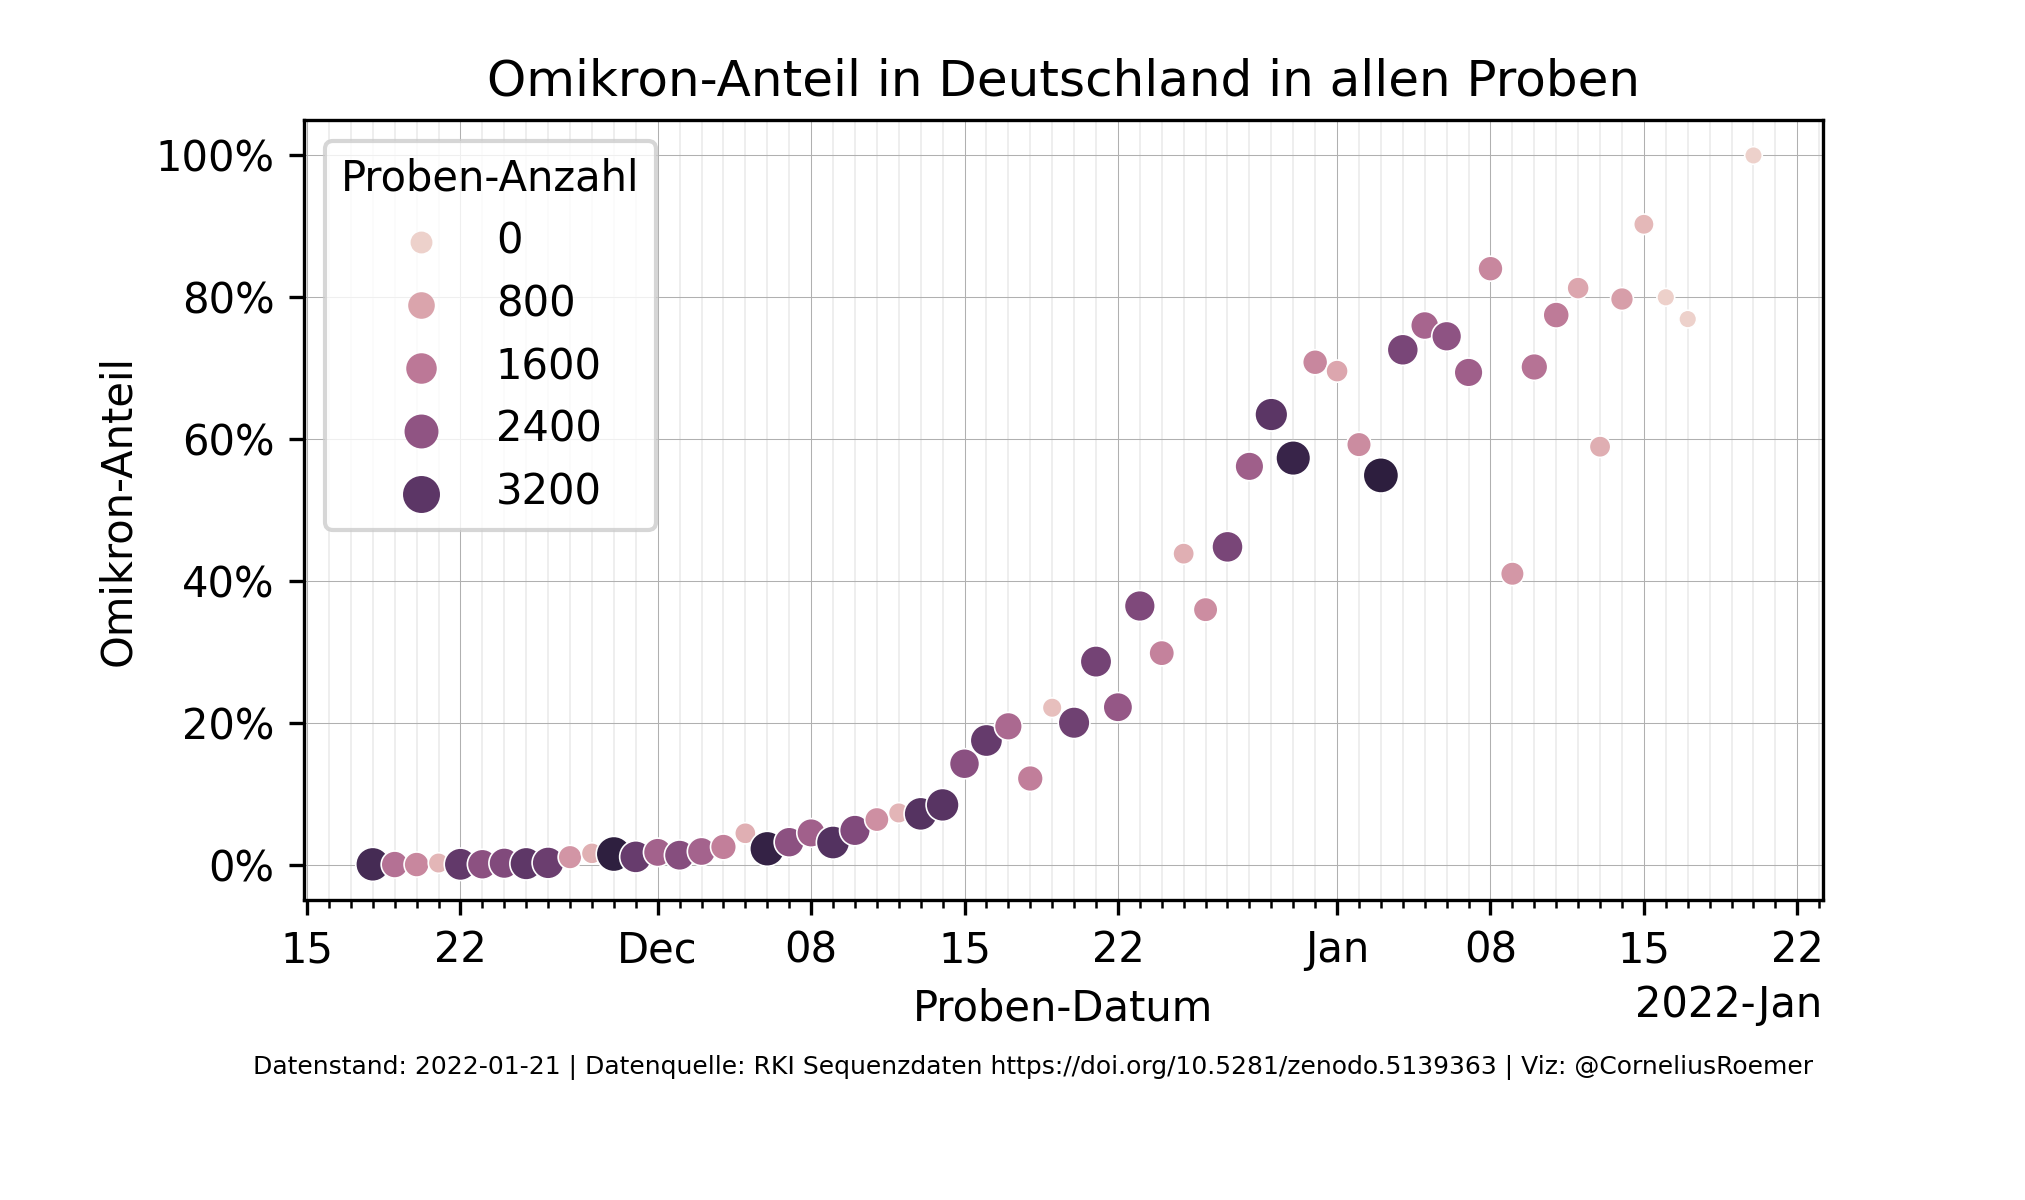 Omikron-Anteil in Deutschland in allen Proben
Omikron-Anteil
100%
80%
60%
40%
20%
0%
Proben-Anzahl
0
800
1600
2400
3200
15 22 Dec 08 15 22 Jan 08 15 22
Proben-Datum
2022-Jan
Datenstand: 2022-01-21 | Datenquelle: RKI Sequenzdaten https://doi.org/10.5281/zenodo.5139363 | Viz: @CorneliusRoemer